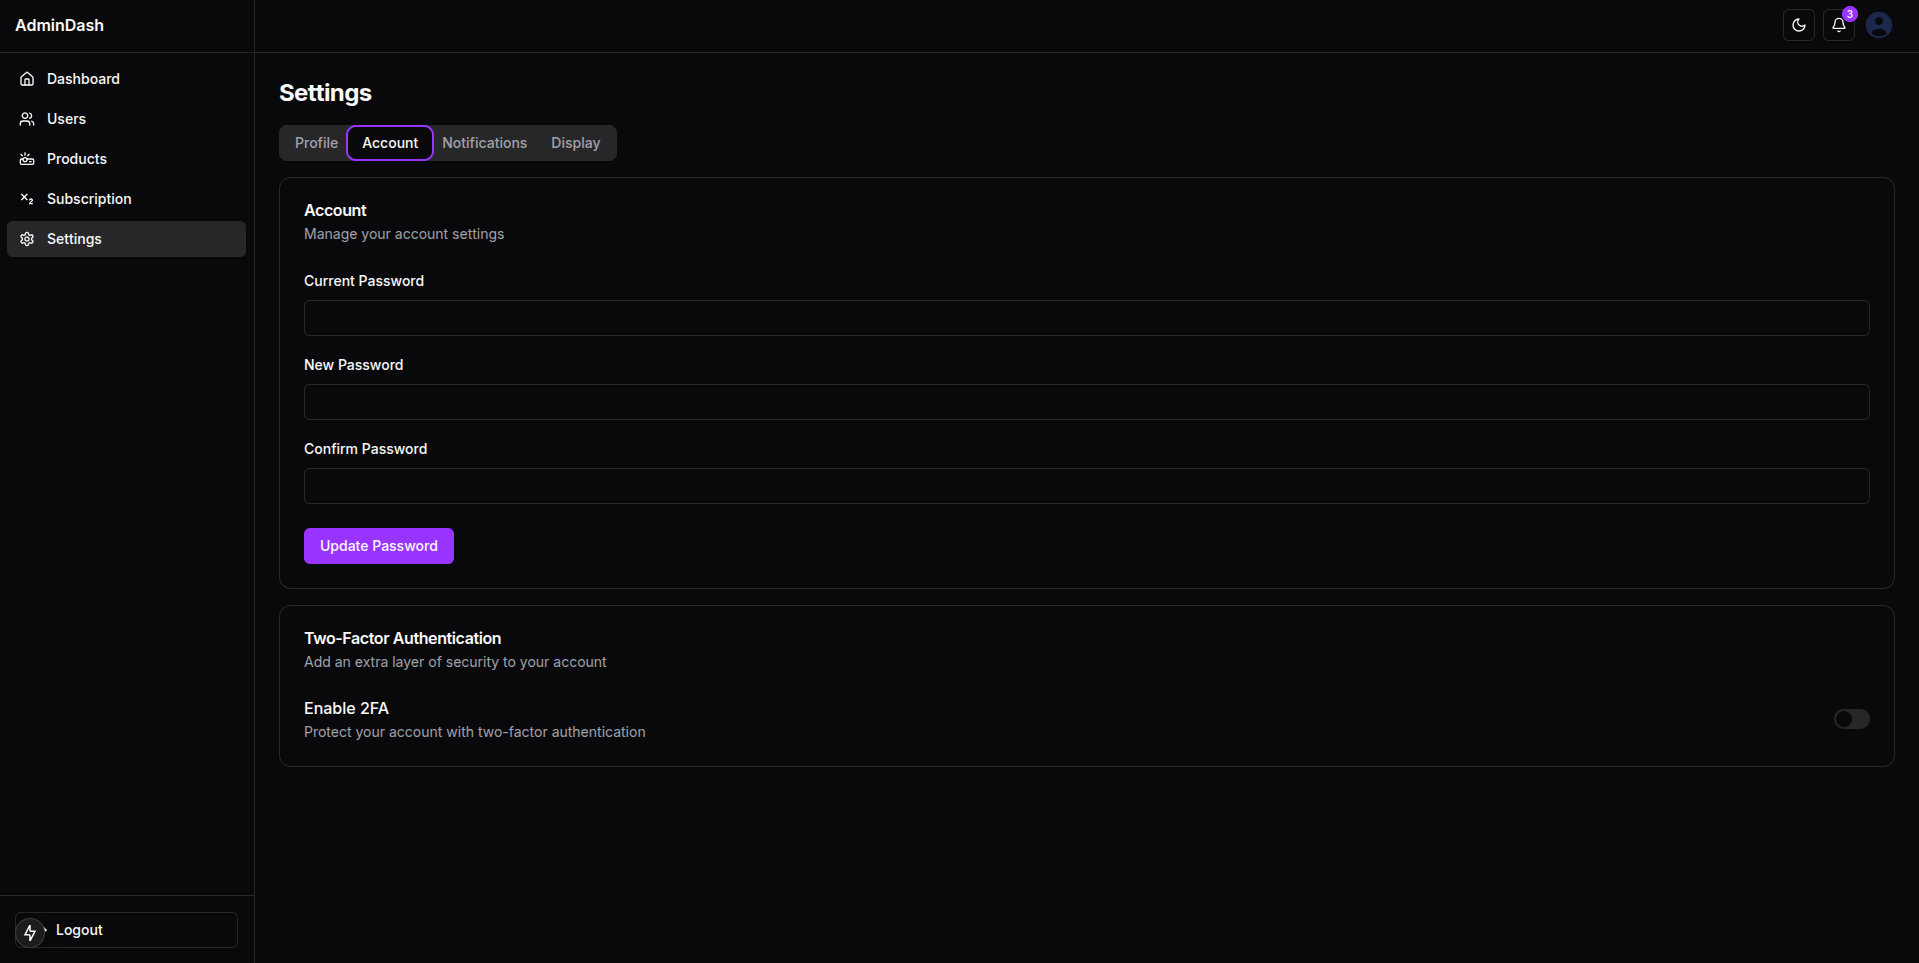 AdminDash
3
Dashboard
Users
Products
Subscription
Settings
Logout
Settings
Profile
Account
Notifications
Display
Account
Manage your account settings
Current Password
New Password
Confirm Password
Update Password
Two-Factor Authentication
Add an extra layer of security to your account
Enable 2FA
Protect your account with two-factor authentication